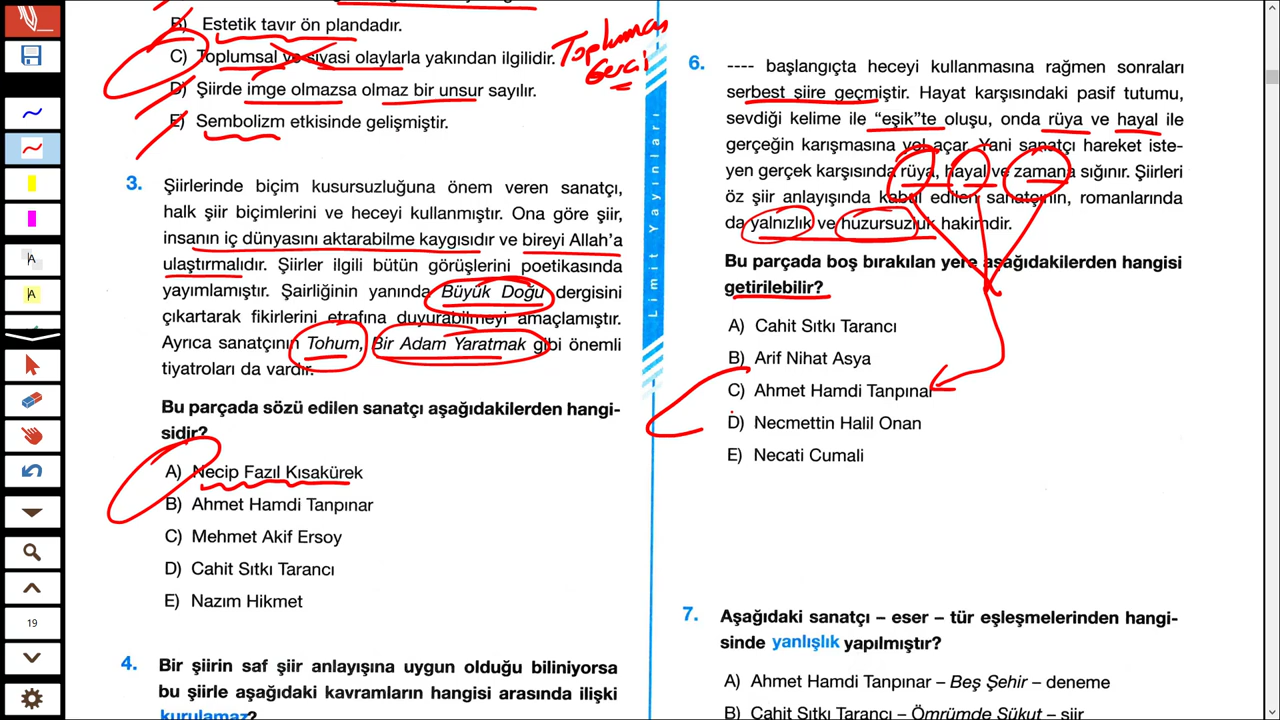 B) Estetik tavır ön plandadır.
C) Toplumsal ve siyasi olaylarla yakından ilgilidir.
D) Şiirde imge olmazsa olmaz bir unsur sayılır.
E) Sembolizm etkisinde gelişmiştir.
Toplumcu
3. Şiirlerinde biçim kusursuzluğuna önem veren sanatçı,
halk şiir biçimlerini ve heceyi kullanmıştır. Ona göre şiir,
insanın iç dünyasını aktarabilme kaygısıdır ve bireyi Allah’a
ulaştırmalıdır. Şiirler ilgili bütün görüşlerini poetikasında
yayımlamıştır. Şairliğinin yanında Büyük Doğu dergisini
çıkartarak fikirlerini etrafına duyurabilmeyi amaçlamıştır.
Ayrıca sanatçının Tohum, Bir Adam Yaratmak gibi önemli
tiyatroları da vardır.
Bu parçada sözü edilen sanatçı aşağıdakilerden hangi-
sidir?
A) Necip Fazıl Kısakürek
B) Ahmet Hamdi Tanpınar
C) Mehmet Akif Ersoy
D) Cahit Sıtkı Tarancı
E) Nazım Hikmet
4. Bir şiirin saf şiir anlayışına uygun olduğu biliniyorsa
bu şiirle aşağıdaki kavramların hangisi arasında ilişki
kurulamaz?
Limit Yayınları
6. ---- başlangıçta heceyi kullanmasına rağmen sonraları
serbest şiire geçmiştir. Hayat karşısındaki pasif tutumu,
sevdiği kelime ile “eşik”te oluşu, onda rüya ve hayal ile
gerçeğin karışmasına yol açar. Yani sanatçı hareket iste-
yen gerçek karşısında rüya, hayal ve zamana sığınır. Şiirleri
öz şiir anlayışında kabul edilen sanatçının, romanlarında
da yalnızlık ve huzursuzluk hakimdir.
Bu parçada boş bırakılan yere aşağıdakilerden hangisi
getirilebilir?
A) Cahit Sıtkı Tarancı
B) Arif Nihat Asya
C) Ahmet Hamdi Tanpınar
D) Necmettin Halil Onan
E) Necati Cumali
7. Aşağıdaki sanatçı – eser – tür eşleşmelerinden hangi-
sinde yanlışlık yapılmıştır?
A) Ahmet Hamdi Tanpınar – Beş Şehir – deneme
B) Cahit Sıtkı Tarancı – Ömrümde Sükut – şiir
A
A
19